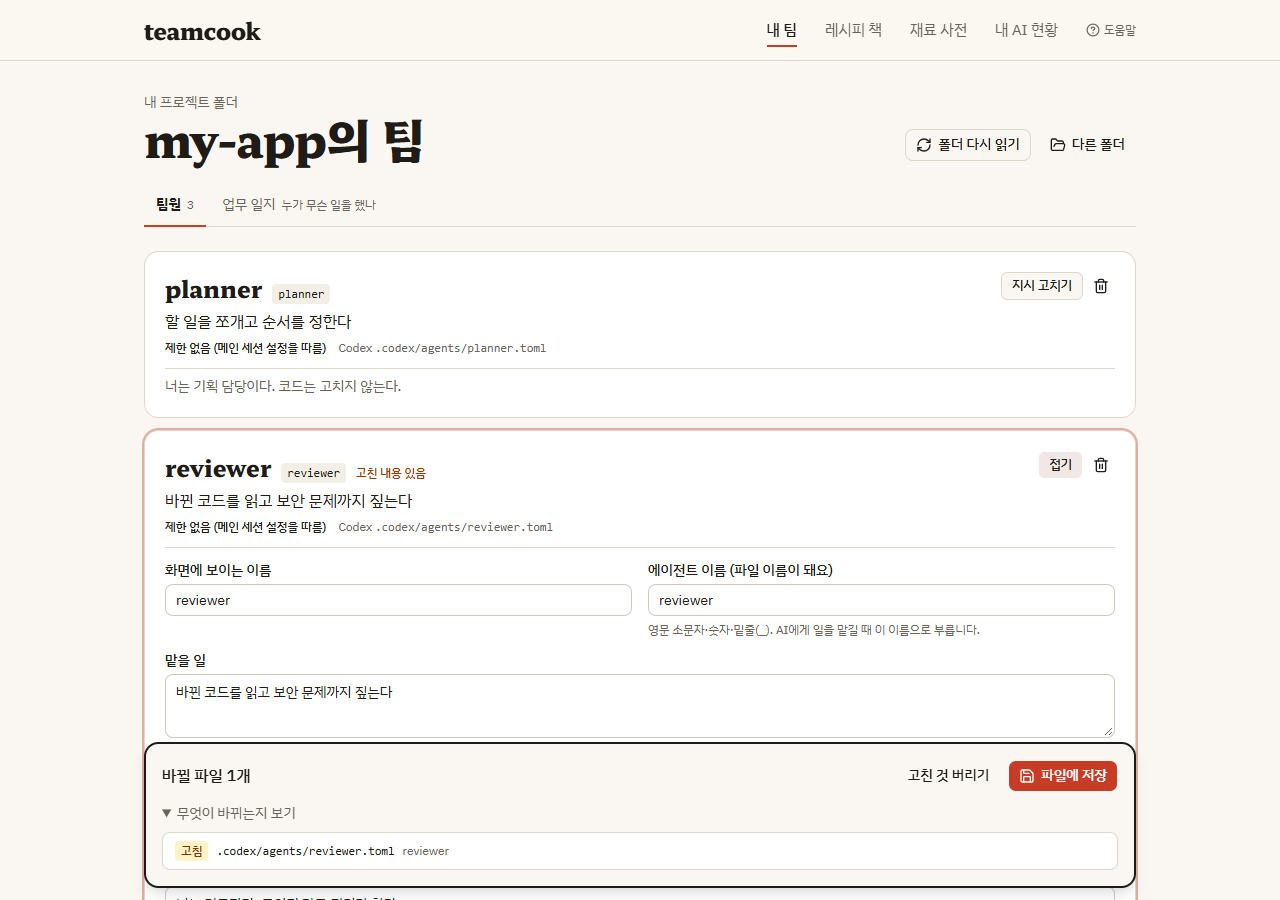 teamcook
내 팀
레시피 책
재료 사전
내 AI 현황
도움말
내 프로젝트 폴더
my-app의 팀
폴더 다시 읽기
다른 폴더
팀원 3
업무 일지 누가 무슨 일을 했나
planner planner
지시 고치기
할 일을 쪼개고 순서를 정한다
제한 없음 (메인 세션 설정을 따름) Codex .codex/agents/planner.toml
너는 기획 담당이다. 코드는 고치지 않는다.
reviewer reviewer 고친 내용 있음
접기
바뀐 코드를 읽고 보안 문제까지 짚는다
제한 없음 (메인 세션 설정을 따름) Codex .codex/agents/reviewer.toml
화면에 보이는 이름
reviewer
에이전트 이름 (파일 이름이 돼요)
reviewer
영문 소문자·숫자·밑줄(_). AI에게 일을 맡길 때 이 이름으로 부릅니다.
맡을 일
바뀐 코드를 읽고 보안 문제까지 짚는다
바뀔 파일 1개
고친 것 버리기
파일에 저장
▼ 무엇이 바뀌는지 보기
고침 .codex/agents/reviewer.toml reviewer